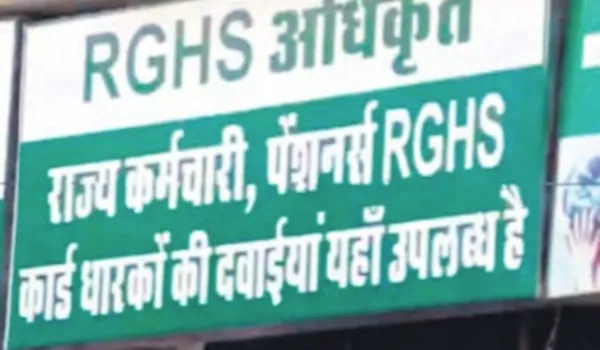 RGHS अधिकृत
राज्य कर्मचारी, पेंशनर्स RGHS
कार्ड धारकों की दवाईयां यहाँ उपलब्ध है